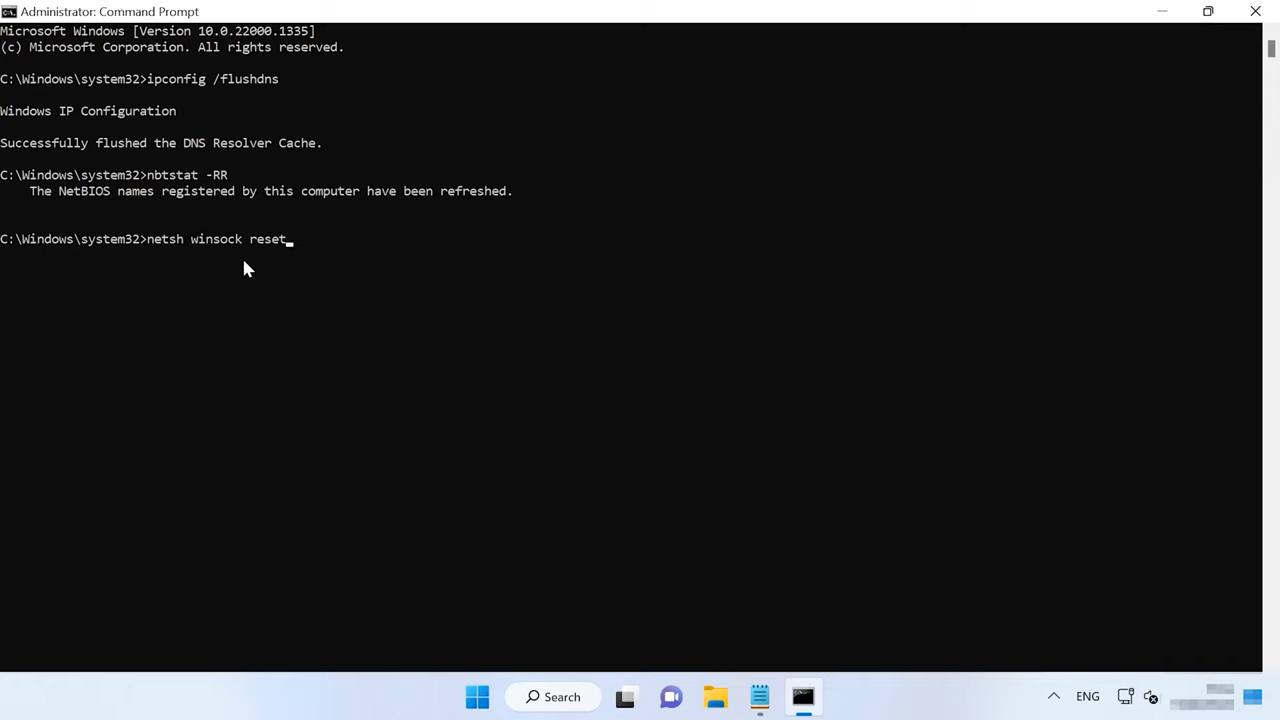 Administrator: Command Prompt
Microsoft Windows [Version 10.0.22000.1335]
(c) Microsoft Corporation. All rights reserved.
C:\Windows\system32>ipconfig /flushdns
Windows IP Configuration
Successfully flushed the DNS Resolver Cache.
C:\Windows\system32>nbtstat -RR
The NetBIOS names registered by this computer have been refreshed.
C:\Windows\system32>netsh winsock reset
Search
ENG